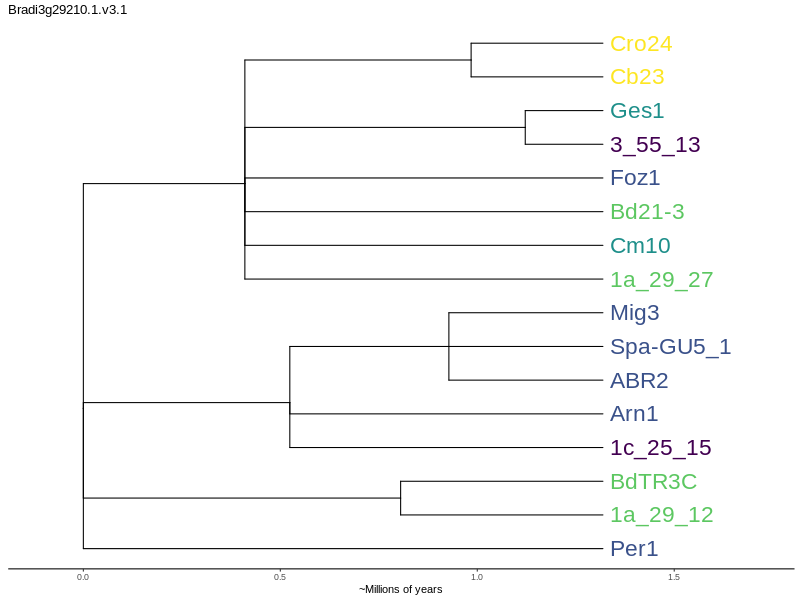 Bradi3g29210.1.v3.1
Cro24
Cb23
Ges1
3_55_13
Foz1
Bd21-3
Cm10
1a_29_27
Mig3
Spa-GU5_1
ABR2
Arn1
1c_25_15
BdTR3C
1a_29_12
Per1
0.0 0.5 1.0 1.5
~Millions of years